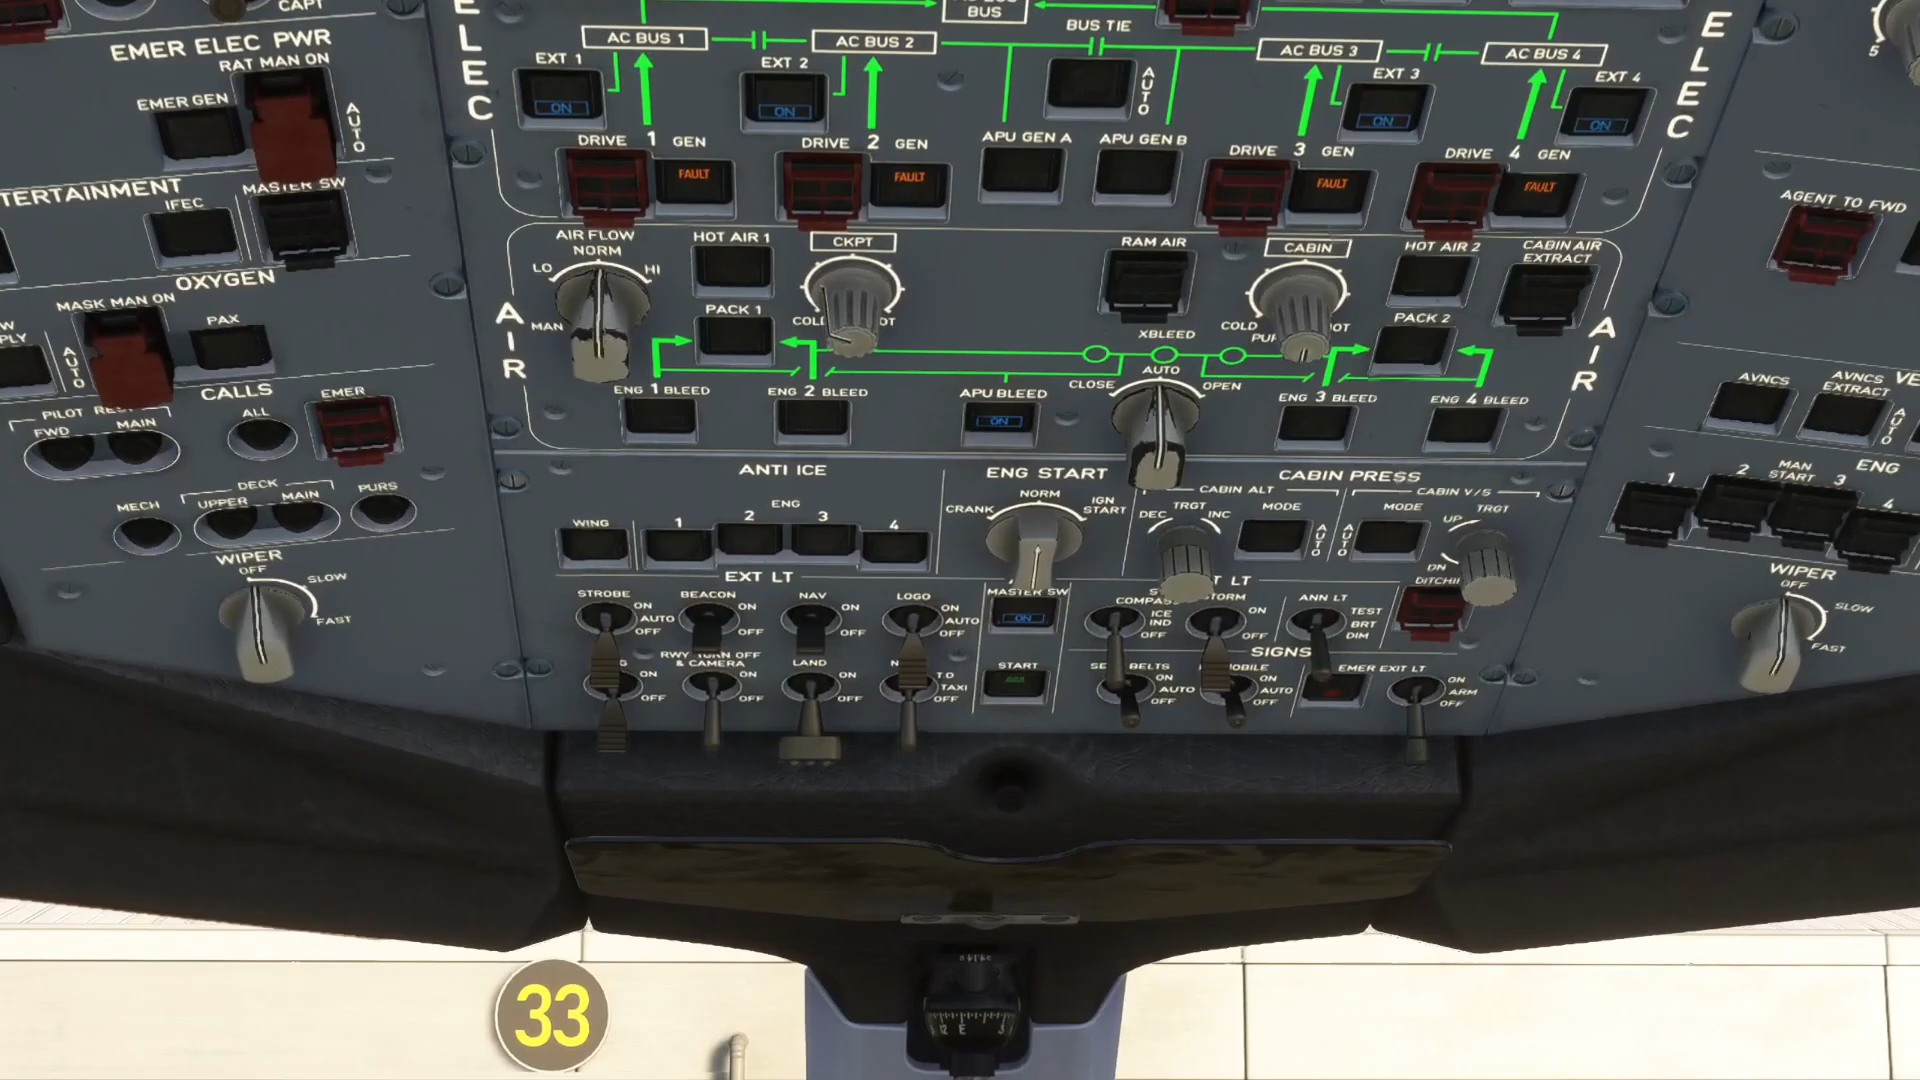 CAPT
EMER ELEC PWR
RAT MAN ON
EMER GEN
AUTO
MASTER SW
IFEC
OXYGEN
MASK MAN ON
PAX
AUTO
CALLS
FWD
MAIN
ALL
EMER
MECH
DECK
UPPER
MAIN
PURS
WIPER
OFF
SLOW
FAST
ELEC
BUS
AC BUS 1
AC BUS 2
BUS TIE
AC BUS 3
AC BUS 4
ELEC
EXT 1
ON
EXT 2
ON
AUTO
EXT 3
ON
EXT 4
ON
DRIVE 1 GEN
FAULT
DRIVE 2 GEN
FAULT
APU GEN A
APU GEN B
DRIVE 3 GEN
FAULT
DRIVE 4 GEN
FAULT
AIR
AIR FLOW
NORM
LO
HI
MAN
HOT AIR 1
CKPT
RAM AIR
CABIN
HOT AIR 2
CABIN AIR
EXTRACT
PACK 1
COLD
XBLEED
CLOSE
AUTO
OPEN
COLD
PACK 2
AIR
ENG 1 BLEED
ENG 2 BLEED
APU BLEED
ON
ENG 3 BLEED
ENG 4 BLEED
ANTI ICE
WING
ENG
1 2 3 4
ENG START
CRANK
NORM
IGN
START
CABIN PRESS
CABIN ALT
DEC
TRGT
INC
MODE
AUTO
CABIN V/S
AUTO
MODE
UP
TRGT
DN
EXT LT
STROBE
ON
AUTO
OFF
BEACON
ON
OFF
NAV
ON
OFF
LOGO
ON
AUTO
OFF
MASTER SW
ON
ICE
IND
OFF
ON
OFF
ANN LT
TEST
BRT
DIM
ON
OFF
RWY TURN OFF
& CAMERA
ON
OFF
LAND
ON
OFF
TAXI
OFF
START
SIGNS
BELTS
ON
AUTO
OFF
ON
AUTO
OFF
EMER EXIT LT
ON
ARM
OFF
AGENT TO FWD
AVNCS
AVNCS
EXTRACT
AUTO
1 2 3 4
MAN
START
ENG
WIPER
OFF
SLOW
FAST
5
33
12 E 3